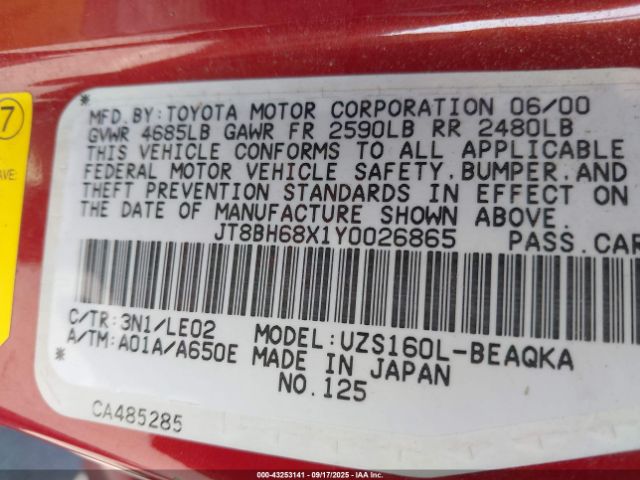 7
AVE:
MFD. BY: TOYOTA MOTOR CORPORATION 06/00
GVWR 4685LB GAWR FR 2590LB RR 2480LB
THIS VEHICLE CONFORMS TO ALL APPLICABLE
FEDERAL MOTOR VEHICLE SAFETY, BUMPER, AND
THEFT PREVENTION STANDARDS IN EFFECT ON
THE DATE OF MANUFACTURE SHOWN ABOVE.
JT8BH68X1Y0026865 PASS. CAR
C/TR: 3N1/LE02 MODEL: UZS160L-BEAQKA
A/TM: A01A/A650E MADE IN JAPAN
NO. 125
CA485285
000-43253141 - 09/17/2025 - IAA Inc.